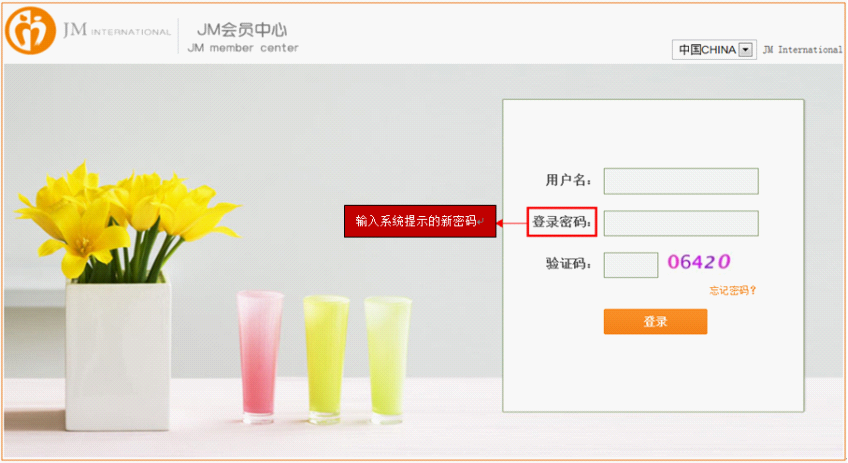 JM INTERNATIONAL
JM会员中心
JM member center
中国CHINA
JM International
用户名：
输入系统提示的新密码
登录密码：
验证码：
06420
忘记密码？
登录